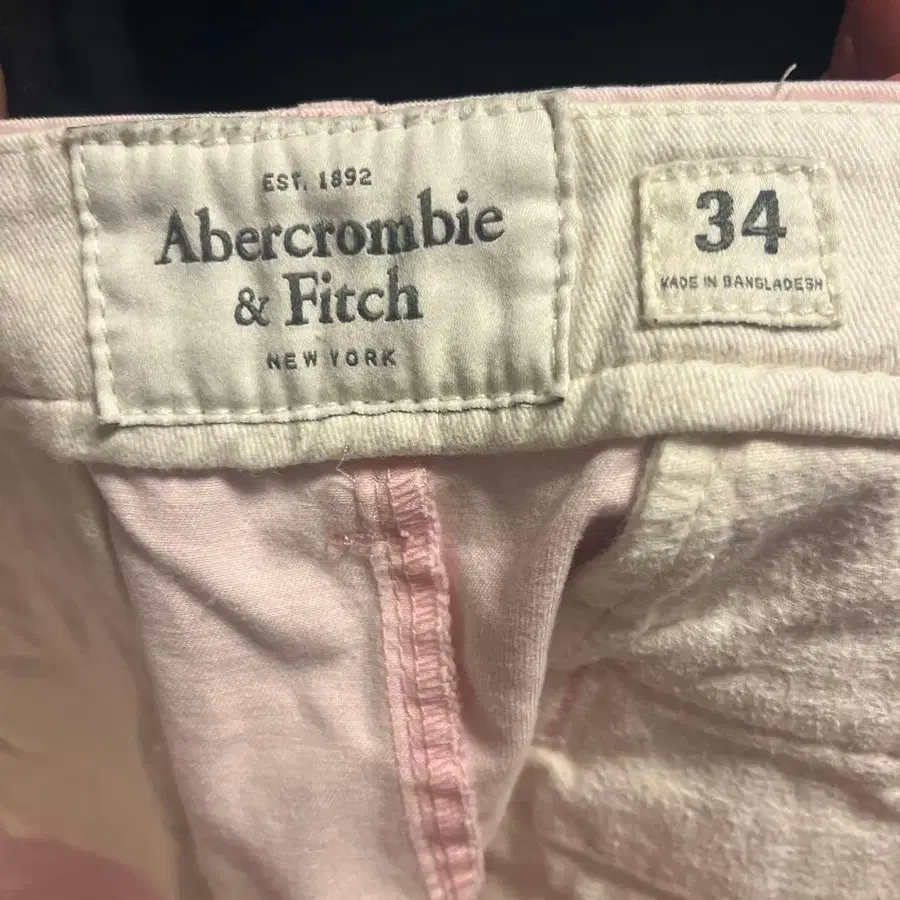 EST. 1892
Abercrombie
& Fitch
NEW YORK
34
MADE IN BANGLADESH